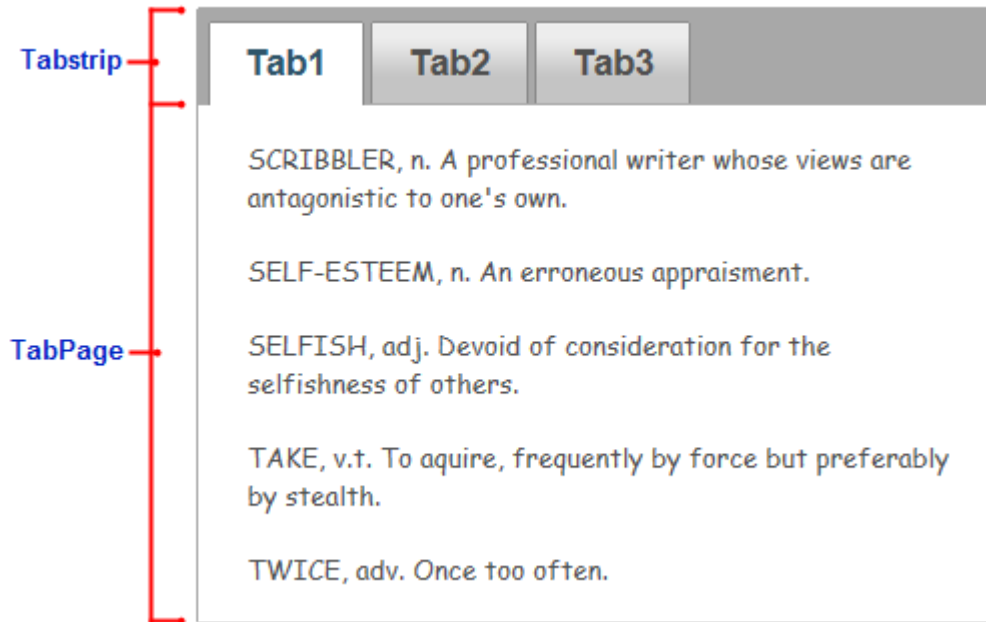 Tabstrip
Tab1 Tab2 Tab3
SCRIBBLER, n. A professional writer whose views are
antagonistic to one's own.
SELF-ESTEEM, n. An erroneous appraisment.
TabPage
SELFISH, adj. Devoid of consideration for the
selfishness of others.
TAKE, v.t. To aquire, frequently by force but preferably
by stealth.
TWICE, adv. Once too often.